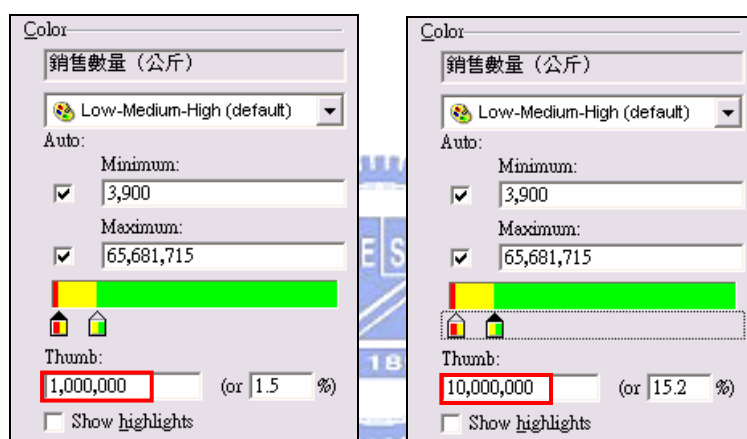 Color
銷售數量（公斤）
Low-Medium-High (default)
Auto:
Minimum:
3,900
Maximum:
65,681,715
Thumb:
1,000,000 (or 1.5 %)
Show highlights
Color
銷售數量（公斤）
Low-Medium-High (default)
Auto:
Minimum:
3,900
Maximum:
65,681,715
Thumb:
10,000,000 (or 15.2 %)
Show highlights
E S
18